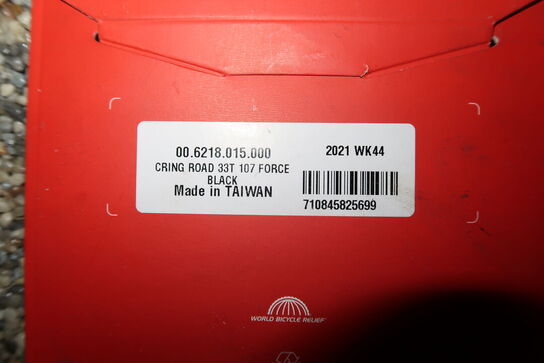 00.6218.015.000
2021 WK44
CRING ROAD 33T 107 FORCE
BLACK
Made in TAIWAN
710845825699
WORLD BICYCLE RELIEF